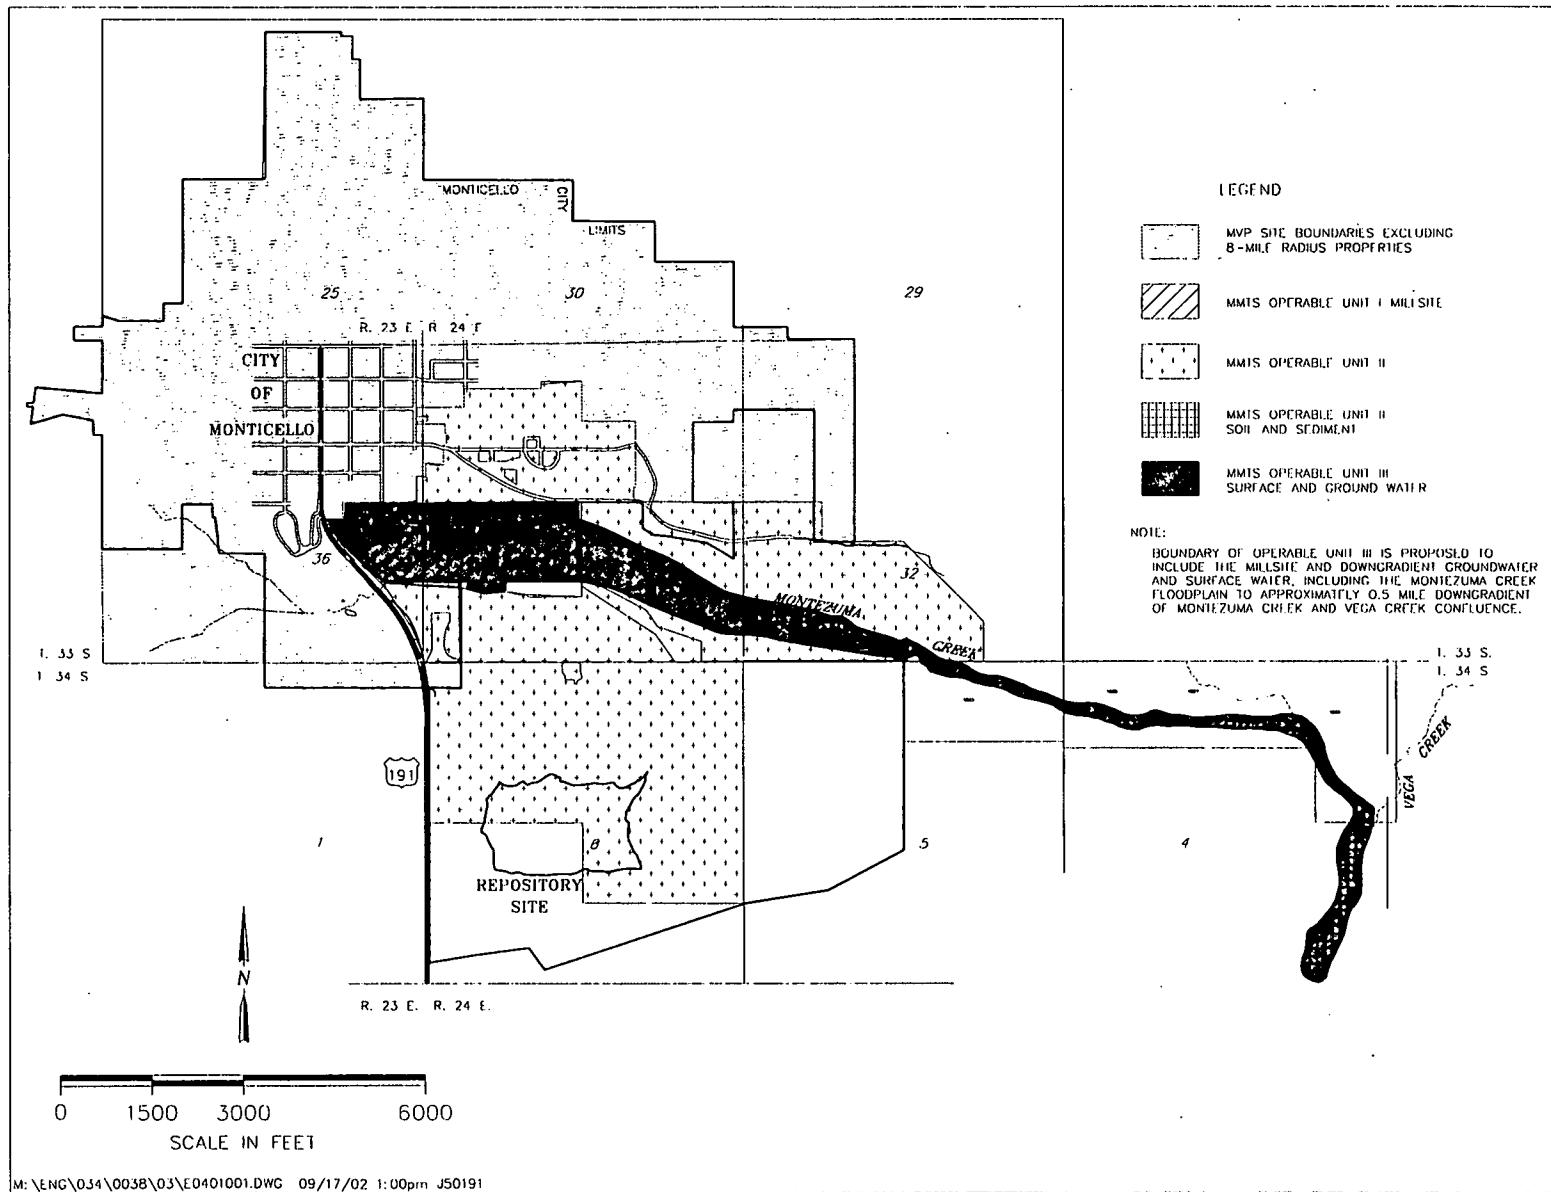 MONTICELLO
CITY
LIMITS
25
30
29
R. 23 E. R. 24 E.
CITY
OF
MONTICELLO
36
32
MONTEZUMA
CREEK
T. 33 S
T. 34 S
T. 33 S.
T. 34 S
191
VEGA CREEK
1
8
5
4
REPOSITORY
SITE
N
R. 23 E. R. 24 E.
0 1500 3000 6000
SCALE IN FEET
LEGEND
MVP SITE BOUNDARIES EXCLUDING
8-MILE RADIUS PROPERTIES
MMTS OPERABLE UNIT I MILLSITE
MMTS OPERABLE UNIT II
MMTS OPERABLE UNIT II
SOIL AND SEDIMENT
MMTS OPERABLE UNIT III
SURFACE AND GROUND WATER
NOTE:
BOUNDARY OF OPERABLE UNIT III IS PROPOSED TO
INCLUDE THE MILLSITE AND DOWNGRADIENT GROUNDWATER
AND SURFACE WATER, INCLUDING THE MONTEZUMA CREEK
FLOODPLAIN TO APPROXIMATELY 0.5 MILE DOWNGRADIENT
OF MONTEZUMA CREEK AND VEGA CREEK CONFLUENCE.
M:\ENG\034\0038\03\E0401001.DWG 09/17/02 1:00pm J50191